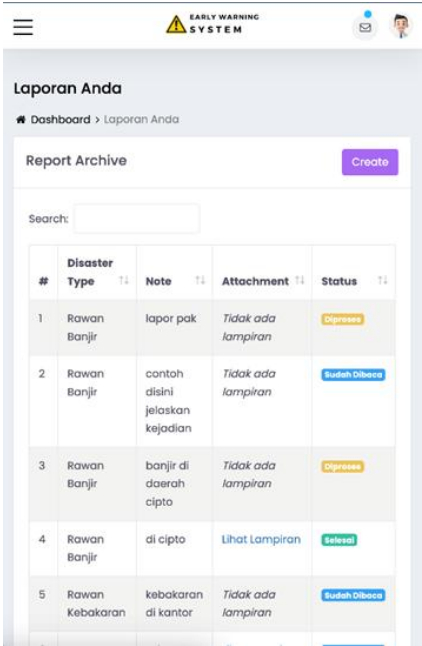 EARLY WARNING
SYSTEM
Laporan Anda
Dashboard > Laporan Anda
Report Archive
Create
Search:
# Disaster Type Note Attachment Status
1 Rawan Banjir lapor pak Tidak ada lampiran Diproses
2 Rawan Banjir contoh disini jelaskan kejadian Tidak ada lampiran Sudah Dibaca
3 Rawan Banjir banjir di daerah cipto Tidak ada lampiran Diproses
4 Rawan Banjir di cipto Lihat Lampiran Selesai
5 Rawan Kebakaran kebakaran di kantor Tidak ada lampiran Sudah Dibaca